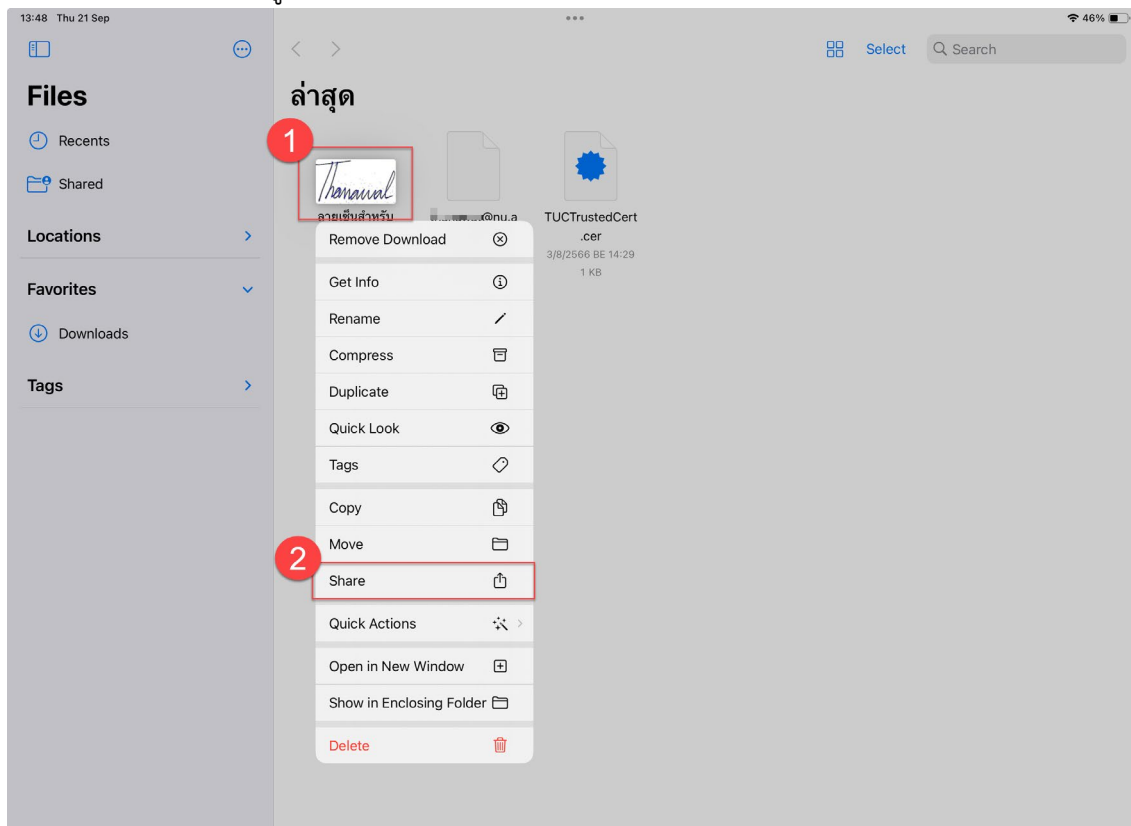 13:48 Thu 21 Sep
46%
Select
Search
Files
ล่าสุด
Recents
Shared
Locations
Favorites
Downloads
Tags
1
Thanawal
ลายเซ็นสำหรับ
@nu.a
TUCTrustedCert
.cer
3/8/2566 BE 14:29
1 KB
Remove Download
Get Info
Rename
Compress
Duplicate
Quick Look
Tags
Copy
Move
2
Share
Quick Actions
Open in New Window
Show in Enclosing Folder
Delete